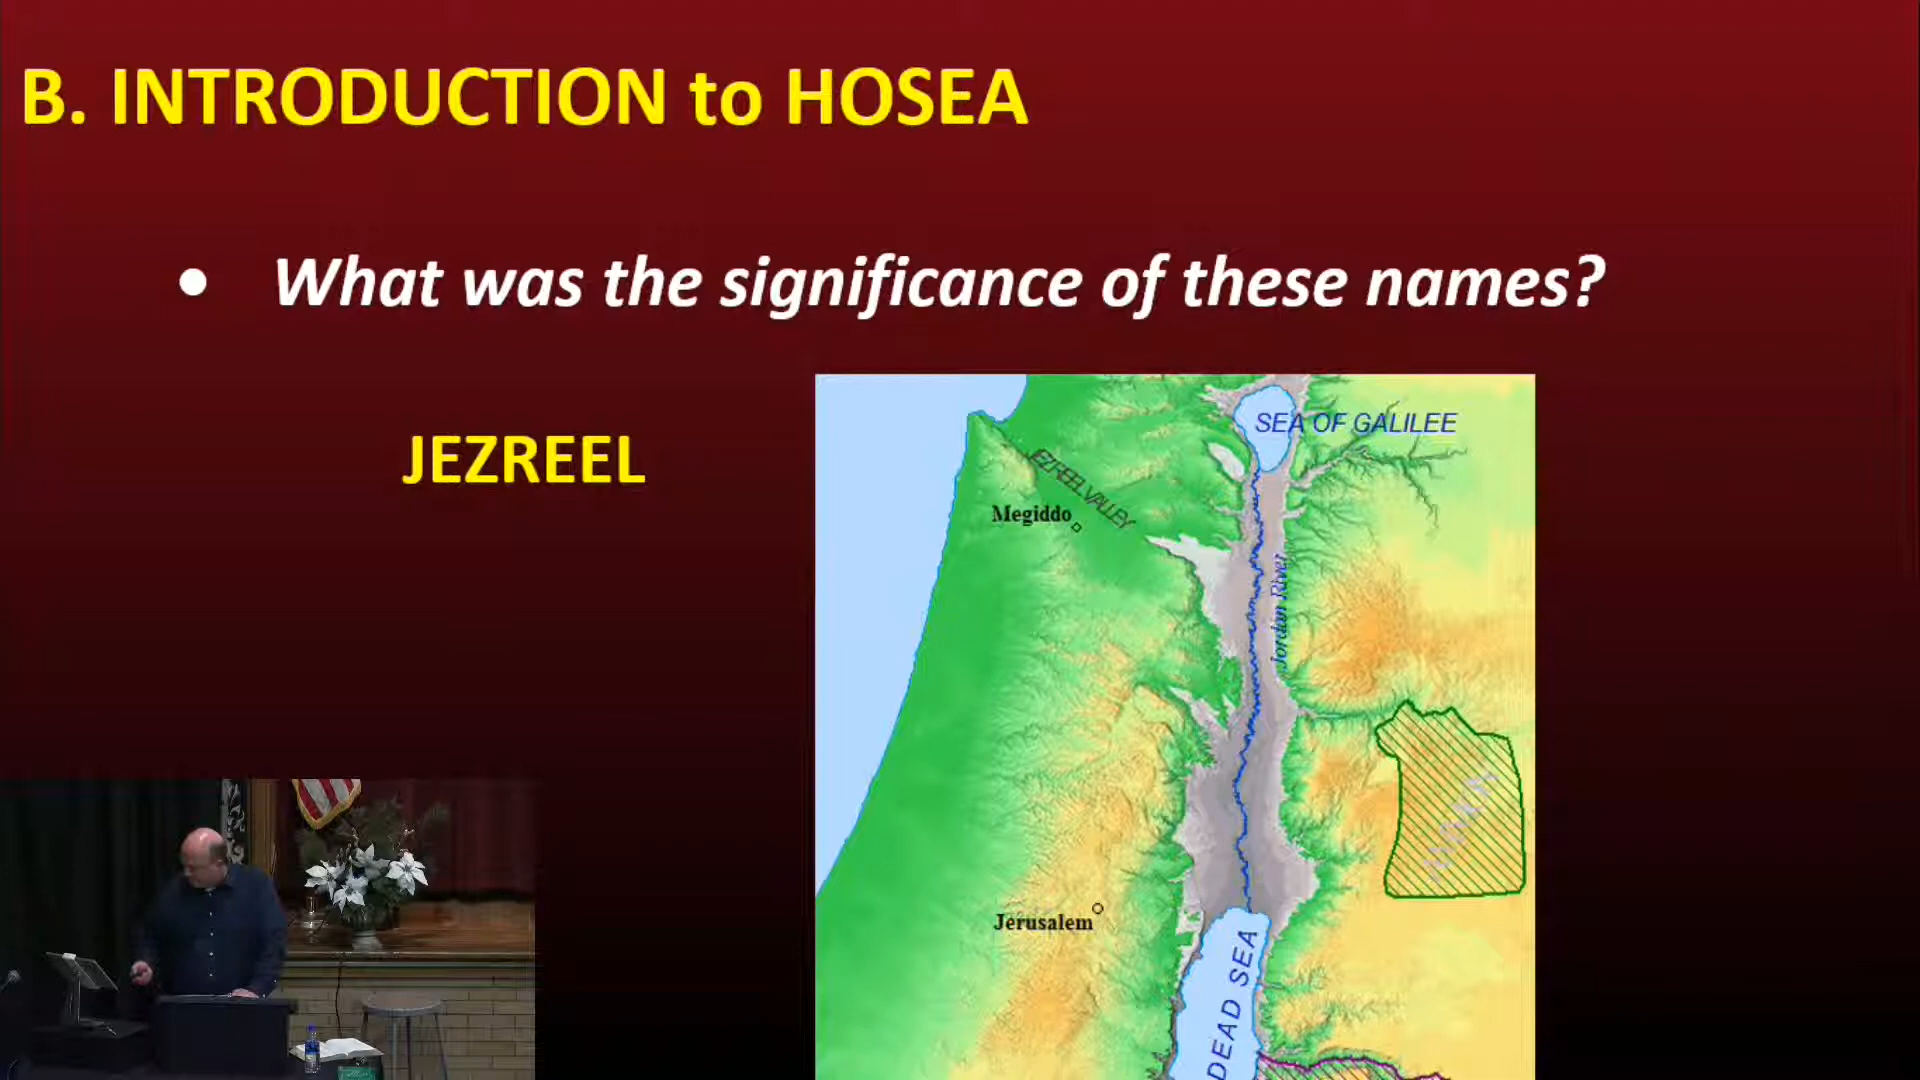 B. INTRODUCTION to HOSEA
• What was the significance of these names?
JEZREEL
SEA OF GALILEE
JEZREEL VALLEY
Megiddo
Jordan River
Jerusalem
DEAD SEA